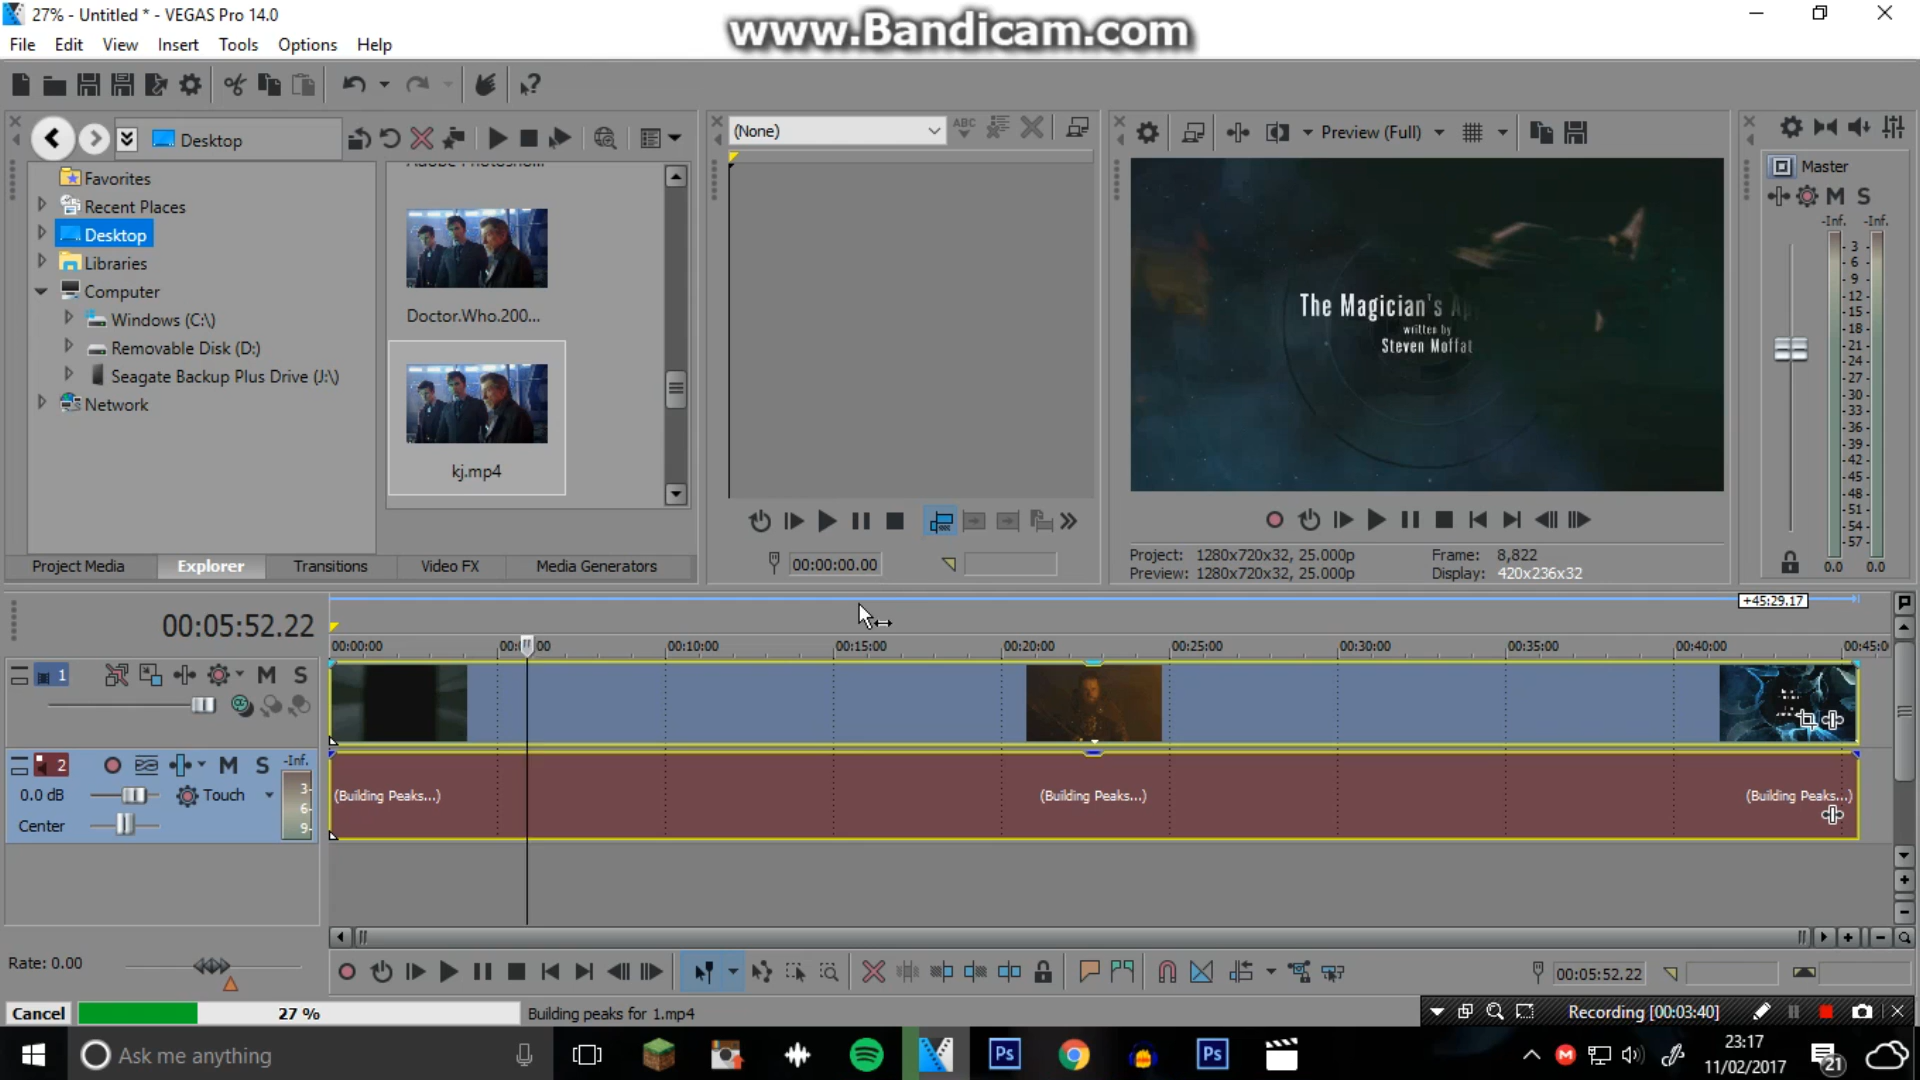 27% - Untitled * - VEGAS Pro 14.0
www.Bandicam.com
File Edit View Insert Tools Options Help
Desktop
(None)
Preview (Full)
Favorites
Recent Places
Desktop
Libraries
Computer
Windows (C:\)
Removable Disk (D:)
Seagate Backup Plus Drive (J:\)
Network
Doctor.Who.200...
kj.mp4
The Magician's
written by
Steven Moffat
Master
M S
-Inf. -Inf.
3
6
9
12
15
18
21
24
27
30
33
36
39
42
45
48
51
54
57
0.0 0.0
00:00:00.00
Project: 1280x720x32, 25.000p Frame: 8,822
Preview: 1280x720x32, 25.000p Display: 420x236x32
Project Media Explorer Transitions Video FX Media Generators
+45:29.17
00:05:52.22
00:00:00 00:10:00 00:15:00 00:20:00 00:25:00 00:30:00 00:35:00 00:40:00 00:45:0
1 M S
2 M S -Inf.
0.0 dB Touch
Center
3
6
9
(Building Peaks...) (Building Peaks...) (Building Peaks...)
Rate: 0.00
00:05:52.22
Cancel 27 % Building peaks for 1.mp4
Recording [00:03:40]
Ask me anything
Ps Ps
23:17
11/02/2017
21